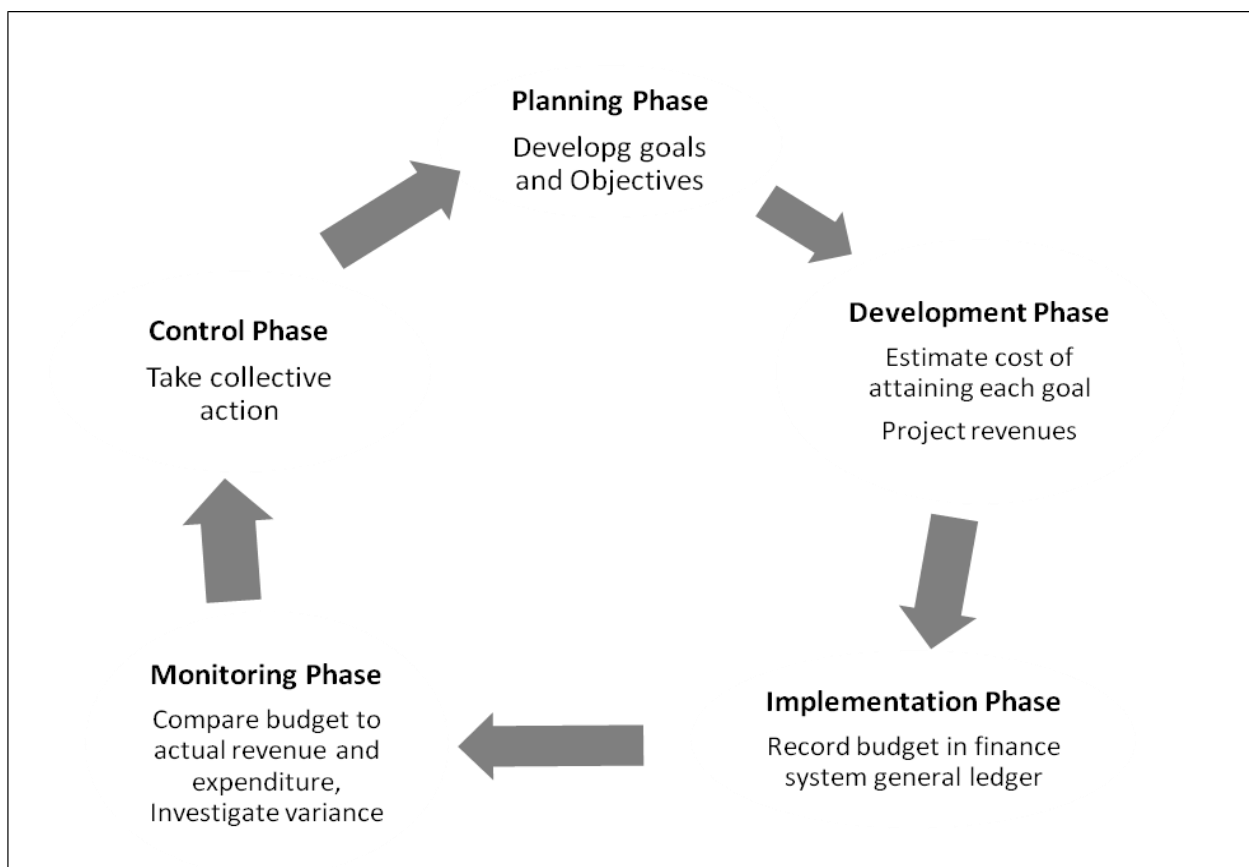 Planning Phase
Developg goals
and Objectives
Development Phase
Estimate cost of
attaining each goal
Project revenues
Implementation Phase
Record budget in finance
system general ledger
Monitoring Phase
Compare budget to
actual revenue and
expenditure,
Investigate variance
Control Phase
Take collective
action